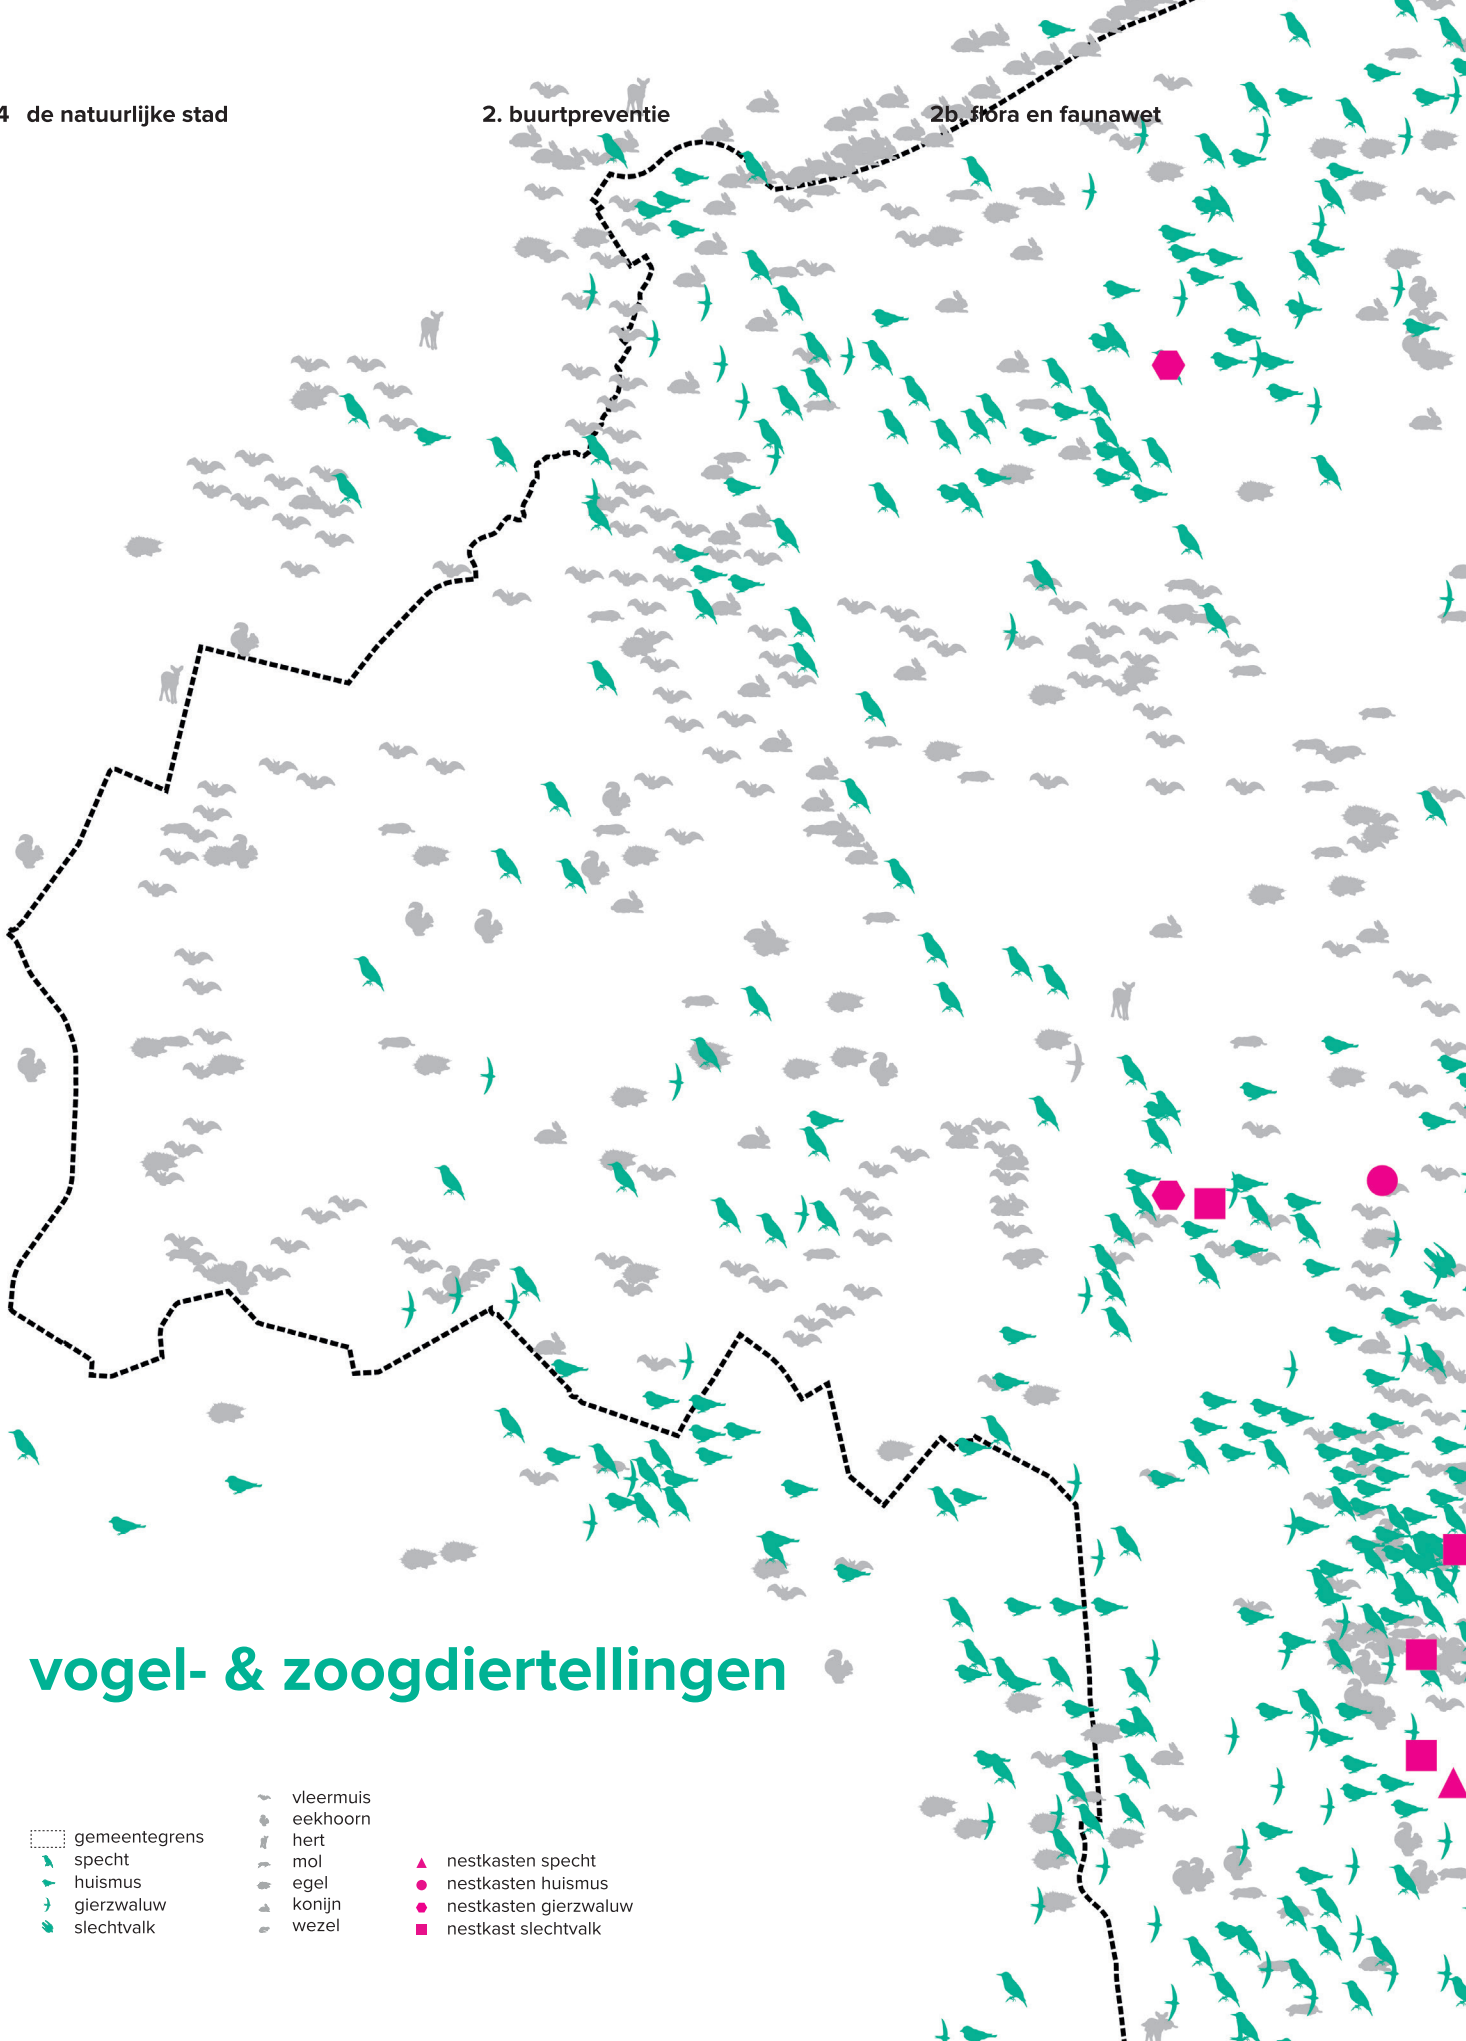 4 de natuurlijke stad
2. buurtpreventie
2b. flora en faunawet
vogel- & zoogdiertellingen
gemeentegrens
specht
huismus
gierzwaluw
slechtvalk
vleermuis
eekhoorn
hert
mol
egel
konijn
wezel
nestkasten specht
nestkasten huismus
nestkasten gierzwaluw
nestkast slechtvalk